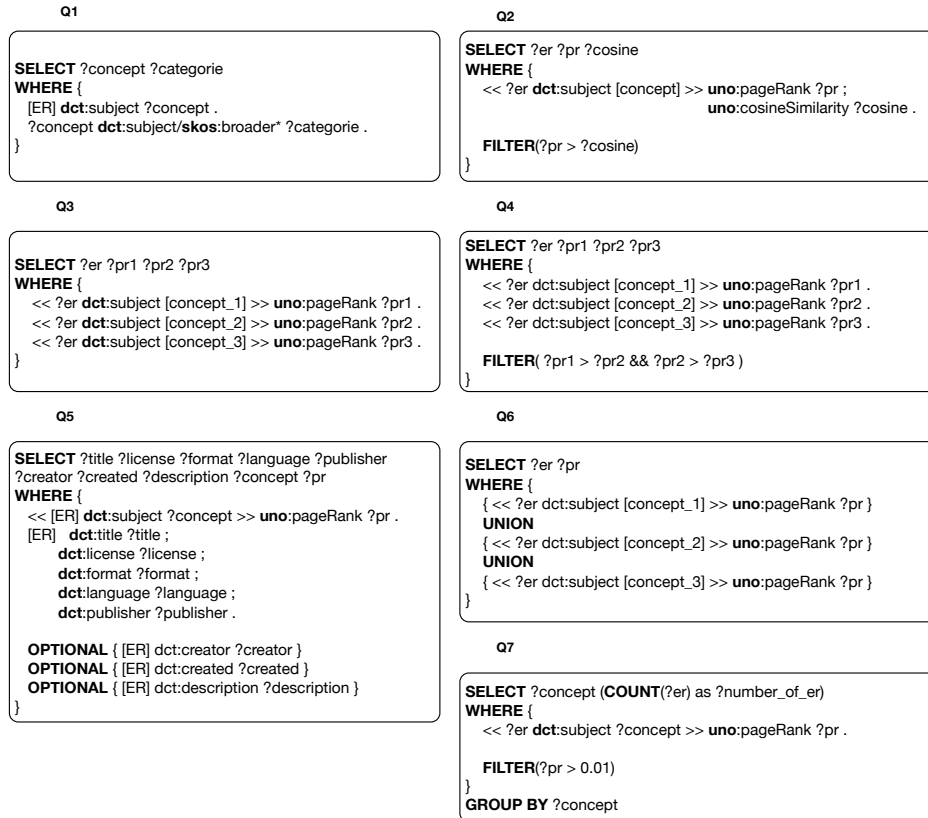 Q1
SELECT ?concept ?categorie
WHERE {
[ER] dct:subject ?concept .
?concept dct:subject/skos:broader* ?categorie .
}
Q2
SELECT ?er ?pr ?cosine
WHERE {
<< ?er dct:subject [concept] >> uno:pageRank ?pr ;
uno:cosineSimilarity ?cosine .
FILTER(?pr > ?cosine)
}
Q3
SELECT ?er ?pr1 ?pr2 ?pr3
WHERE {
<< ?er dct:subject [concept_1] >> uno:pageRank ?pr1 .
<< ?er dct:subject [concept_2] >> uno:pageRank ?pr2 .
<< ?er dct:subject [concept_3] >> uno:pageRank ?pr3 .
}
Q4
SELECT ?er ?pr1 ?pr2 ?pr3
WHERE {
<< ?er dct:subject [concept_1] >> uno:pageRank ?pr1 .
<< ?er dct:subject [concept_2] >> uno:pageRank ?pr2 .
<< ?er dct:subject [concept_3] >> uno:pageRank ?pr3 .
FILTER( ?pr1 > ?pr2 && ?pr2 > ?pr3 )
}
Q5
SELECT ?title ?license ?format ?language ?publisher
?creator ?created ?description ?concept ?pr
WHERE {
<< [ER] dct:subject ?concept >> uno:pageRank ?pr .
[ER] dct:title ?title ;
dct:license ?license ;
dct:format ?format ;
dct:language ?language ;
dct:publisher ?publisher .
OPTIONAL { [ER] dct:creator ?creator }
OPTIONAL { [ER] dct:created ?created }
OPTIONAL { [ER] dct:description ?description }
}
Q6
SELECT ?er ?pr
WHERE {
{ << ?er dct:subject [concept_1] >> uno:pageRank ?pr }
UNION
{ << ?er dct:subject [concept_2] >> uno:pageRank ?pr }
UNION
{ << ?er dct:subject [concept_3] >> uno:pageRank ?pr }
}
Q7
SELECT ?concept (COUNT(?er) as ?number_of_er)
WHERE {
<< ?er dct:subject ?concept >> uno:pageRank ?pr .
FILTER(?pr > 0.01)
}
GROUP BY ?concept